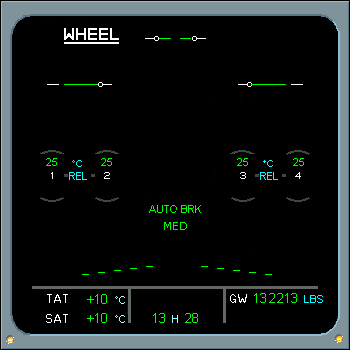 WHEEL
25 °C 25 25 °C 25
1 REL 2 3 REL 4
AUTO BRK
MED
TAT +10 °C GW 132213 LBS
SAT +10 °C 13 H 28